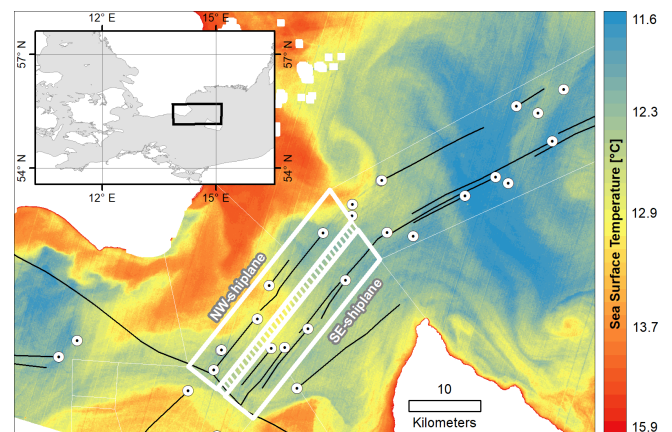 12° E
15° E
57° N
57° N
54° N
54° N
12° E
15° E
NW-shiplane
SE-shiplane
10
Kilometers
11.6
12.3
12.9
13.7
15.9
Sea Surface Temperature [°C]